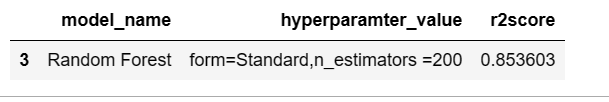 model_name hyperparamter_value r2score
3 Random Forest form=Standard,n_estimators =200 0.853603